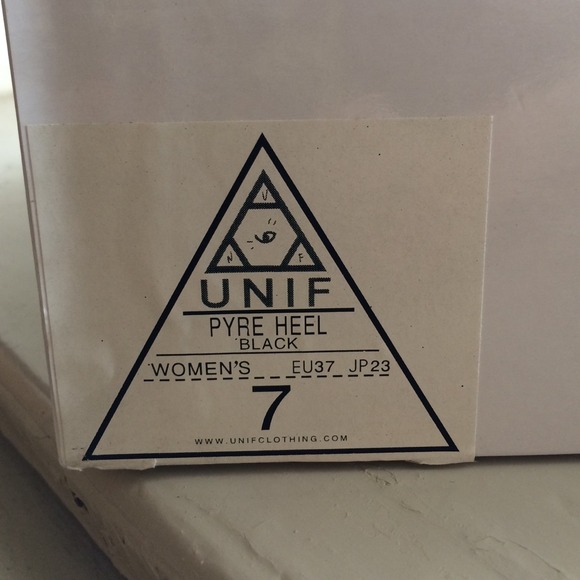 U
N F
UNIF
PYRE HEEL
BLACK
WOMEN'S EU37 JP23
7
WWW.UNIFCLOTHING.COM